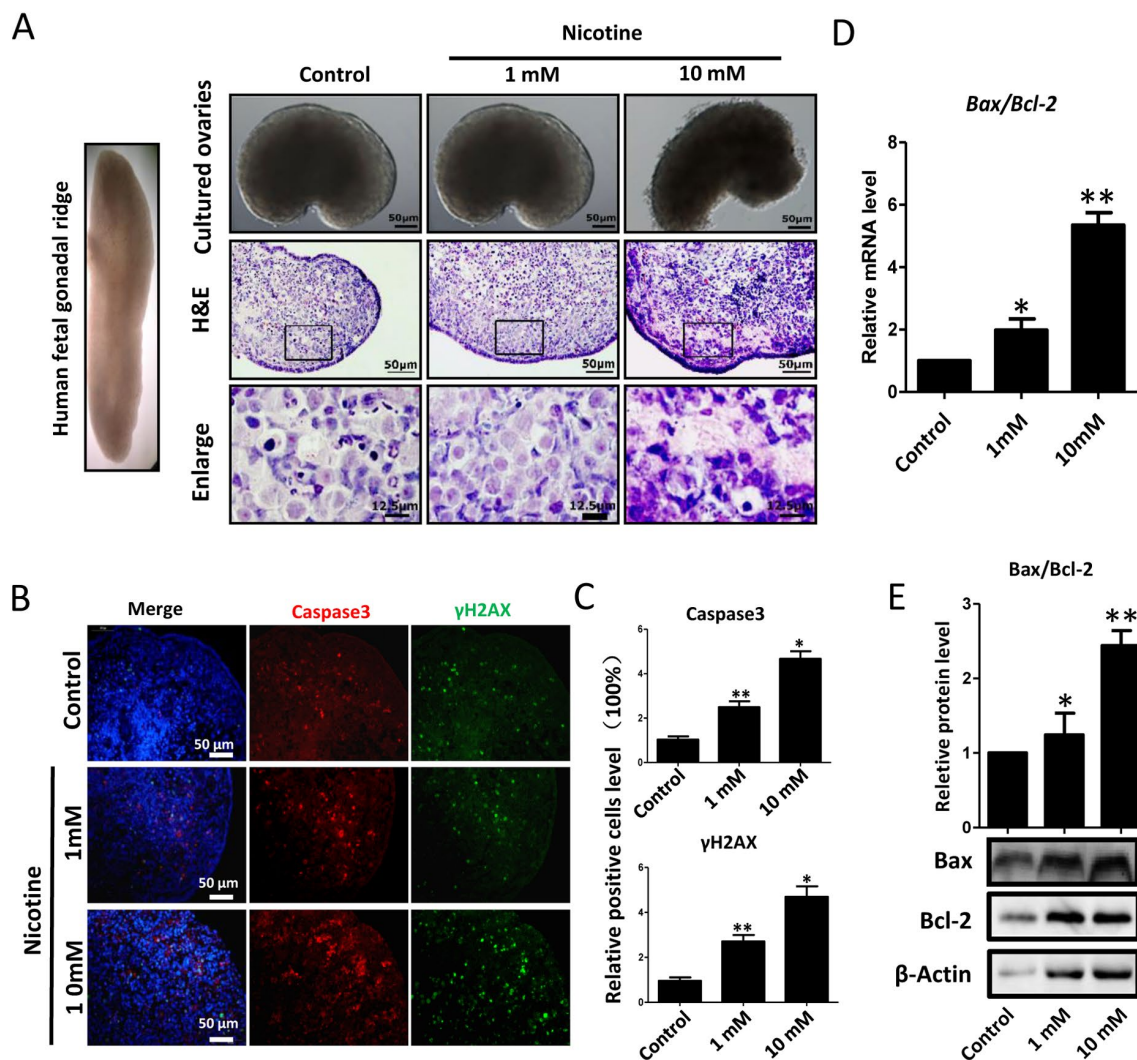 A
Nicotine
Control
1 mM
10 mM
Human fetal gonadal ridge
Cultured ovaries
50μm
50μm
50μm
H&E
50μm
50μm
50μm
Enlarge
12.5μm
12.5μm
12.5μm
D
Bax/Bcl-2
Relative mRNA level
8
6
4
2
0
*
**
Control
1mM
10mM
B
Merge
Caspase3
γH2AX
Control
50 μm
Nicotine
1mM
50 μm
1 0mM
50 μm
C
Relative positive cells level （100%）
Caspase3
6
4
2
0
**
*
Control
1 mM
10 mM
γH2AX
6
4
2
0
**
*
Control
1 mM
10 mM
E
Bax/Bcl-2
Reletive protein level
3
2
1
0
*
**
Bax
Bcl-2
β-Actin
Control
1 mM
10 mM